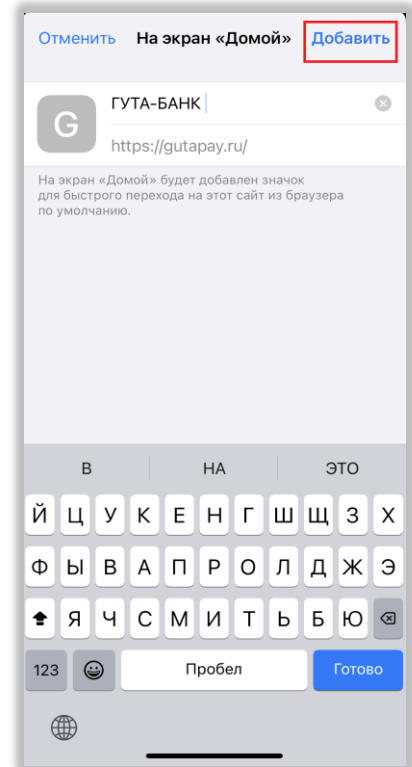 Отменить На экран «Домой» Добавить
G
ГУТА-БАНК
https://gutapay.ru/
На экран «Домой» будет добавлен значок
для быстрого перехода на этот сайт из браузера
по умолчанию.
В НА ЭТО
Й Ц У К Е Н Г Ш Щ З Х
Ф Ы В А П Р О Л Д Ж Э
Я Ч С М И Т Ь Б Ю
123 Пробел Готово